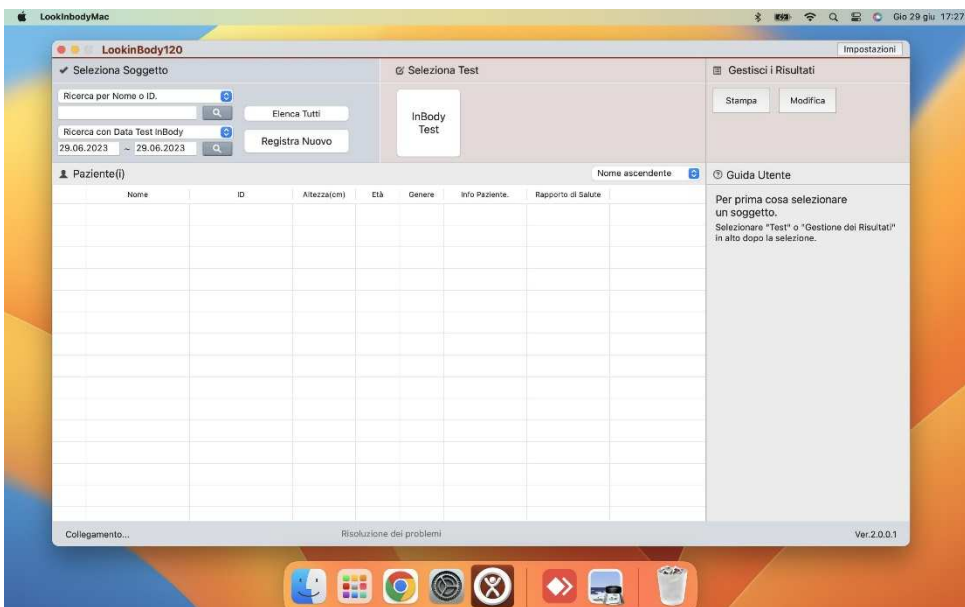 LookInbodyMac
Gio 29 giu 17:27
LookinBody120
Impostazioni
Seleziona Soggetto
Seleziona Test
Gestisci i Risultati
Ricerca per Nome o ID.
Elenca Tutti
Ricerca con Data Test InBody
29.06.2023 ~ 29.06.2023
Registra Nuovo
InBody
Test
Stampa
Modifica
Paziente(i)
Nome ascendente
Guida Utente
Nome
ID
Altezza(cm)
Età
Genere
Info Paziente.
Rapporto di Salute
Per prima cosa selezionare
un soggetto.
Selezionare "Test" o "Gestione dei Risultati"
in alto dopo la selezione.
Collegamento...
Risoluzione dei problemi
Ver.2.0.0.1